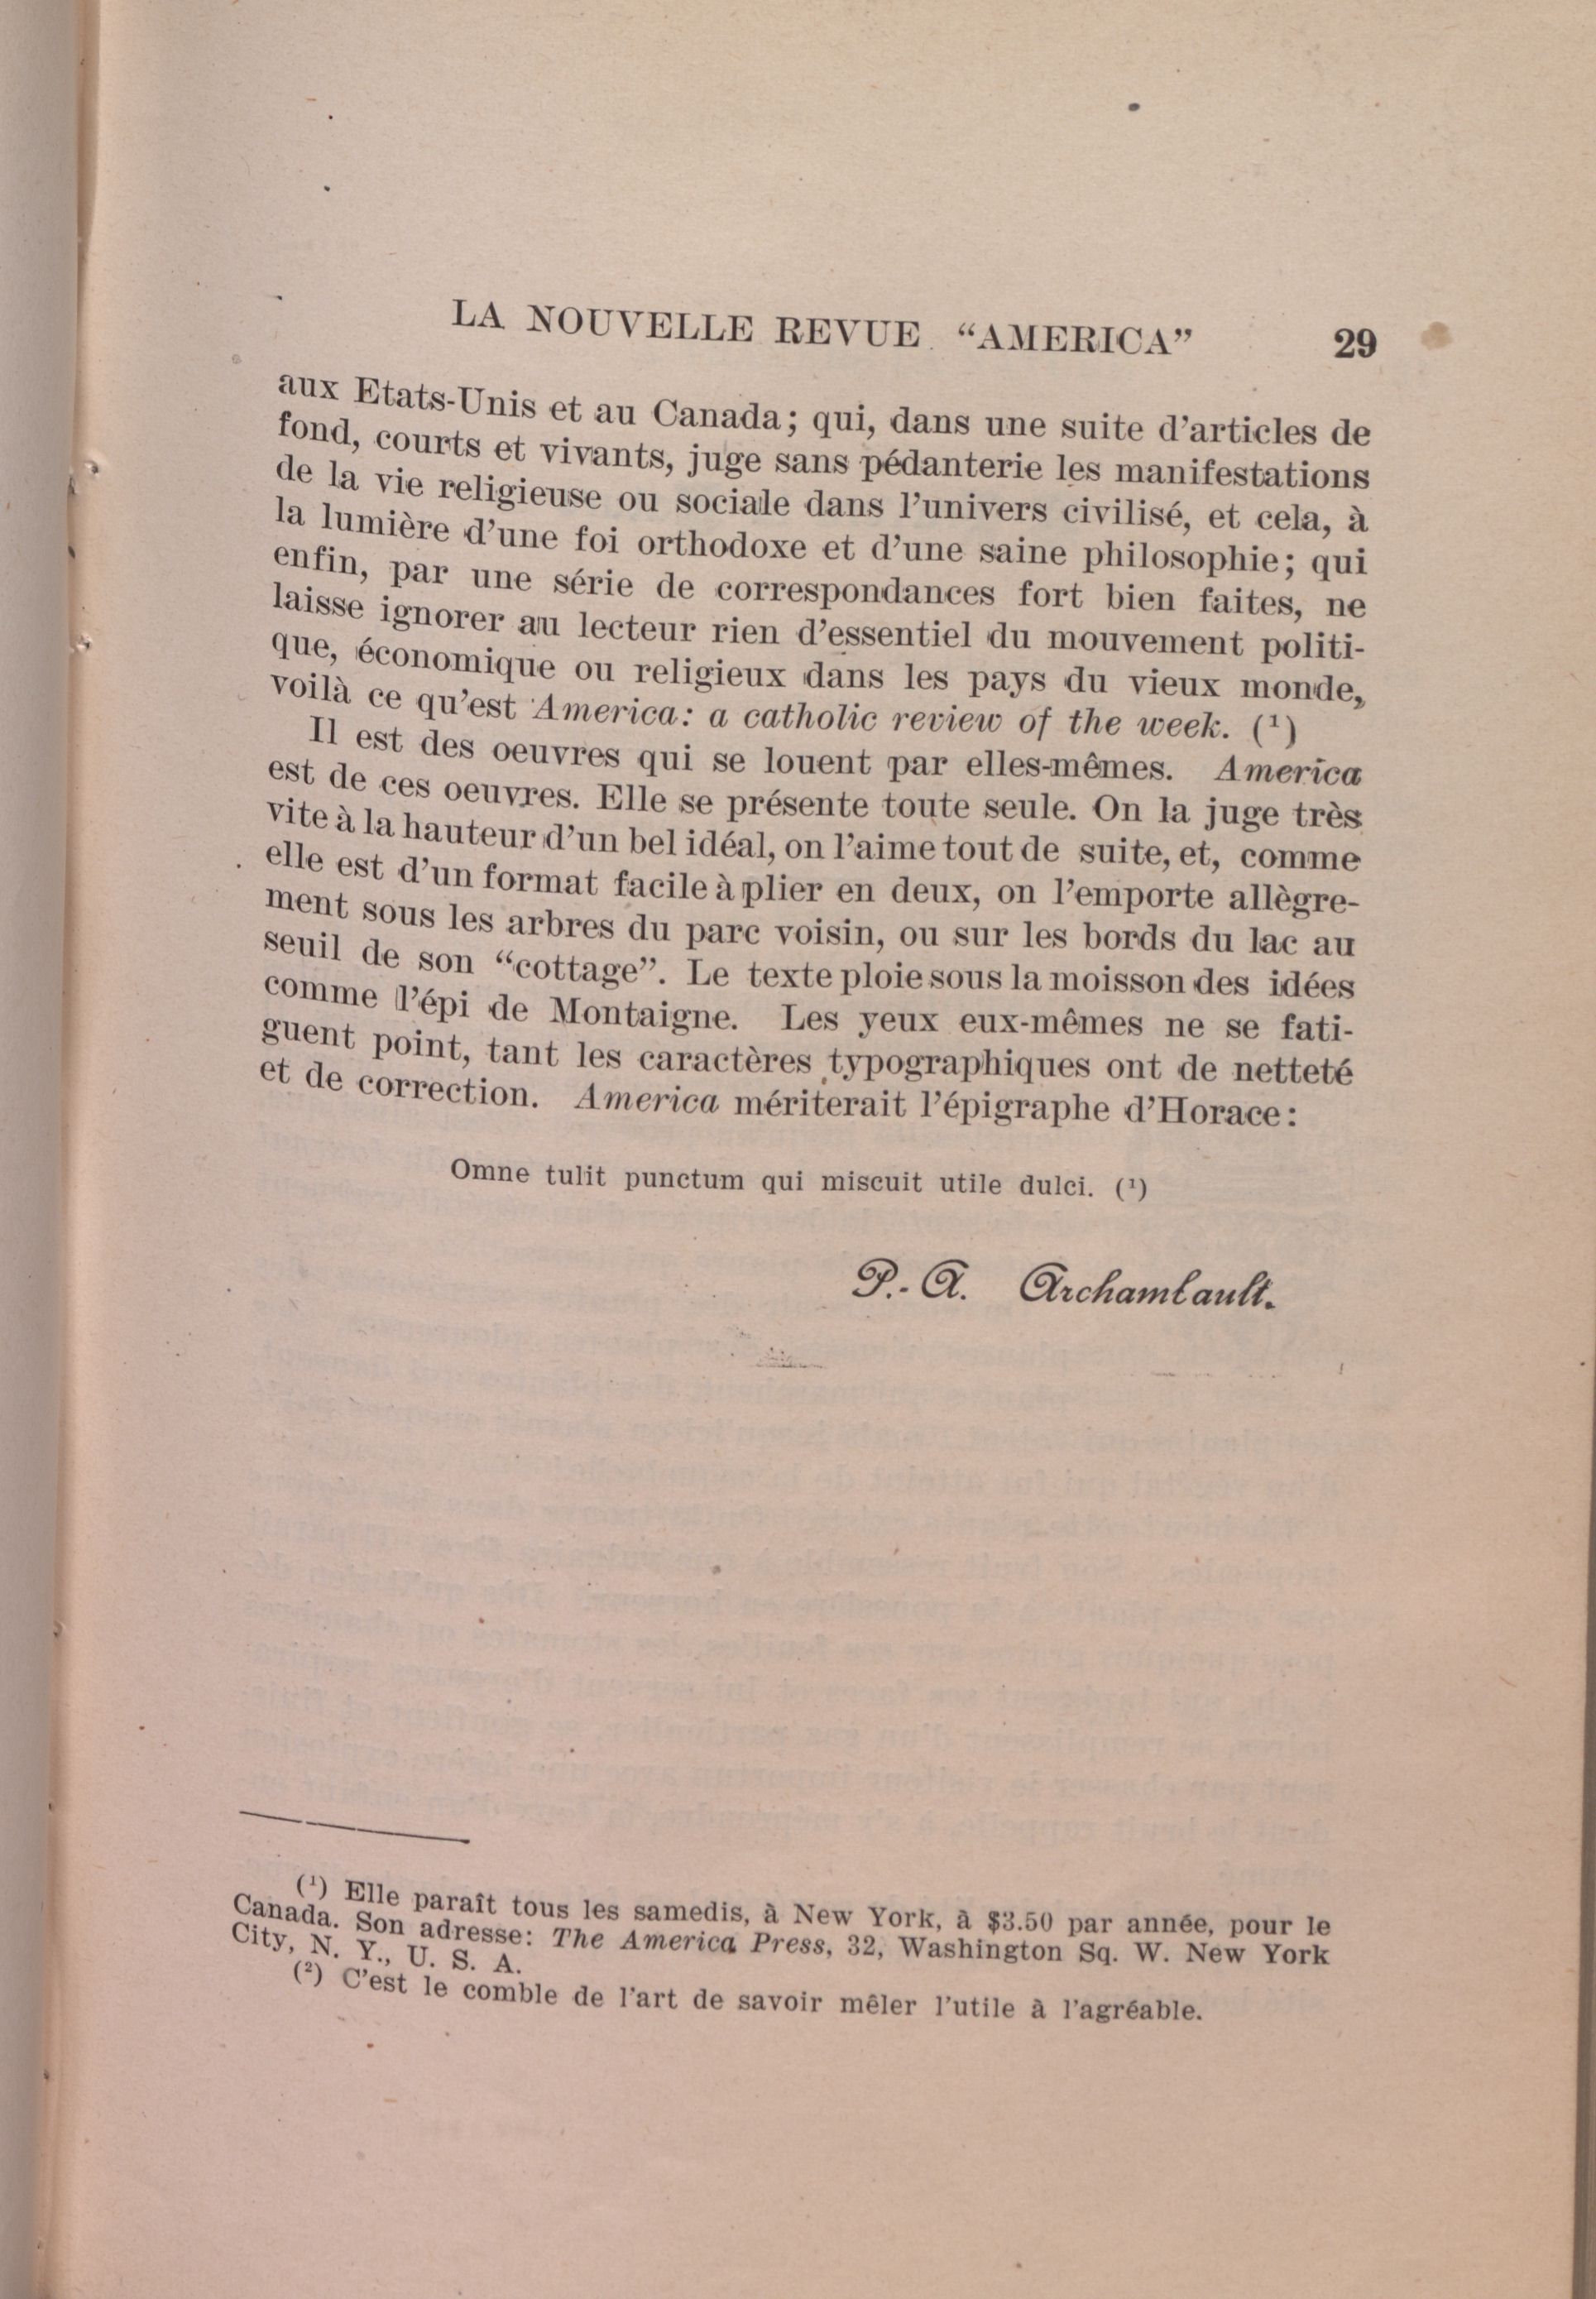 LA NOUVELLE REVUE "AMERICA" 29
aux Etats-Unis et au Canada; qui, dans une suite d'articles de
fond, courts et vivants, juge sans pédanterie les manifestations
de la vie religieuse ou sociale dans l'univers civilisé, et cela, à
la lumière d'une foi orthodoxe et d'une saine philosophie; qui
enfin, par une série de correspondances fort bien faites, ne
laisse ignorer au lecteur rien d'essentiel du mouvement politi-
que, économique ou religieux dans les pays du vieux monde,
voilà ce qu'est America: a catholic review of the week. (¹)
Il est des oeuvres qui se louent par elles-mêmes. America
est de ces oeuvres. Elle se présente toute seule. On la juge très
vite à la hauteur d'un bel idéal, on l'aime tout de suite, et, comme
elle est d'un format facile à plier en deux, on l'emporte allègre-
ment sous les arbres du parc voisin, ou sur les bords du lac au
seuil de son "cottage". Le texte ploie sous la moisson des idées
comme l'épi de Montaigne. Les yeux eux-mêmes ne se fati-
guent point, tant les caractères typographiques ont de netteté
et de correction. America mériterait l'épigraphe d'Horace:
Omne tulit punctum qui miscuit utile dulci. (¹)
P.-A. Archambault.
(¹) Elle paraît tous les samedis, à New York, à $3.50 par année, pour le
Canada. Son adresse: The America Press, 32, Washington Sq. W. New York
City, N. Y., U. S. A.
(²) C'est le comble de l'art de savoir mêler l'utile à l'agréable.